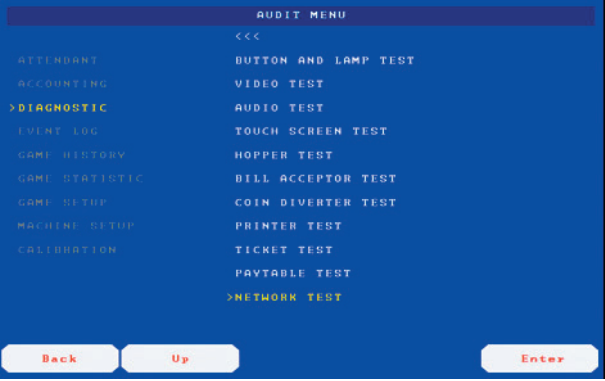 AUDIT MENU
<<<
ATTENDANT
BUTTON AND LAMP TEST
ACCOUNTING
VIDEO TEST
>DIAGNOSTIC
AUDIO TEST
EVENT LOG
TOUCH SCREEN TEST
GAME HISTORY
HOPPER TEST
GAME STATISTIC
BILL ACCEPTOR TEST
GAME SETUP
COIN DIVERTER TEST
MACHINE SETUP
PRINTER TEST
CALIBRATION
TICKET TEST
PAYTABLE TEST
>NETWORK TEST
Back
Up
Enter